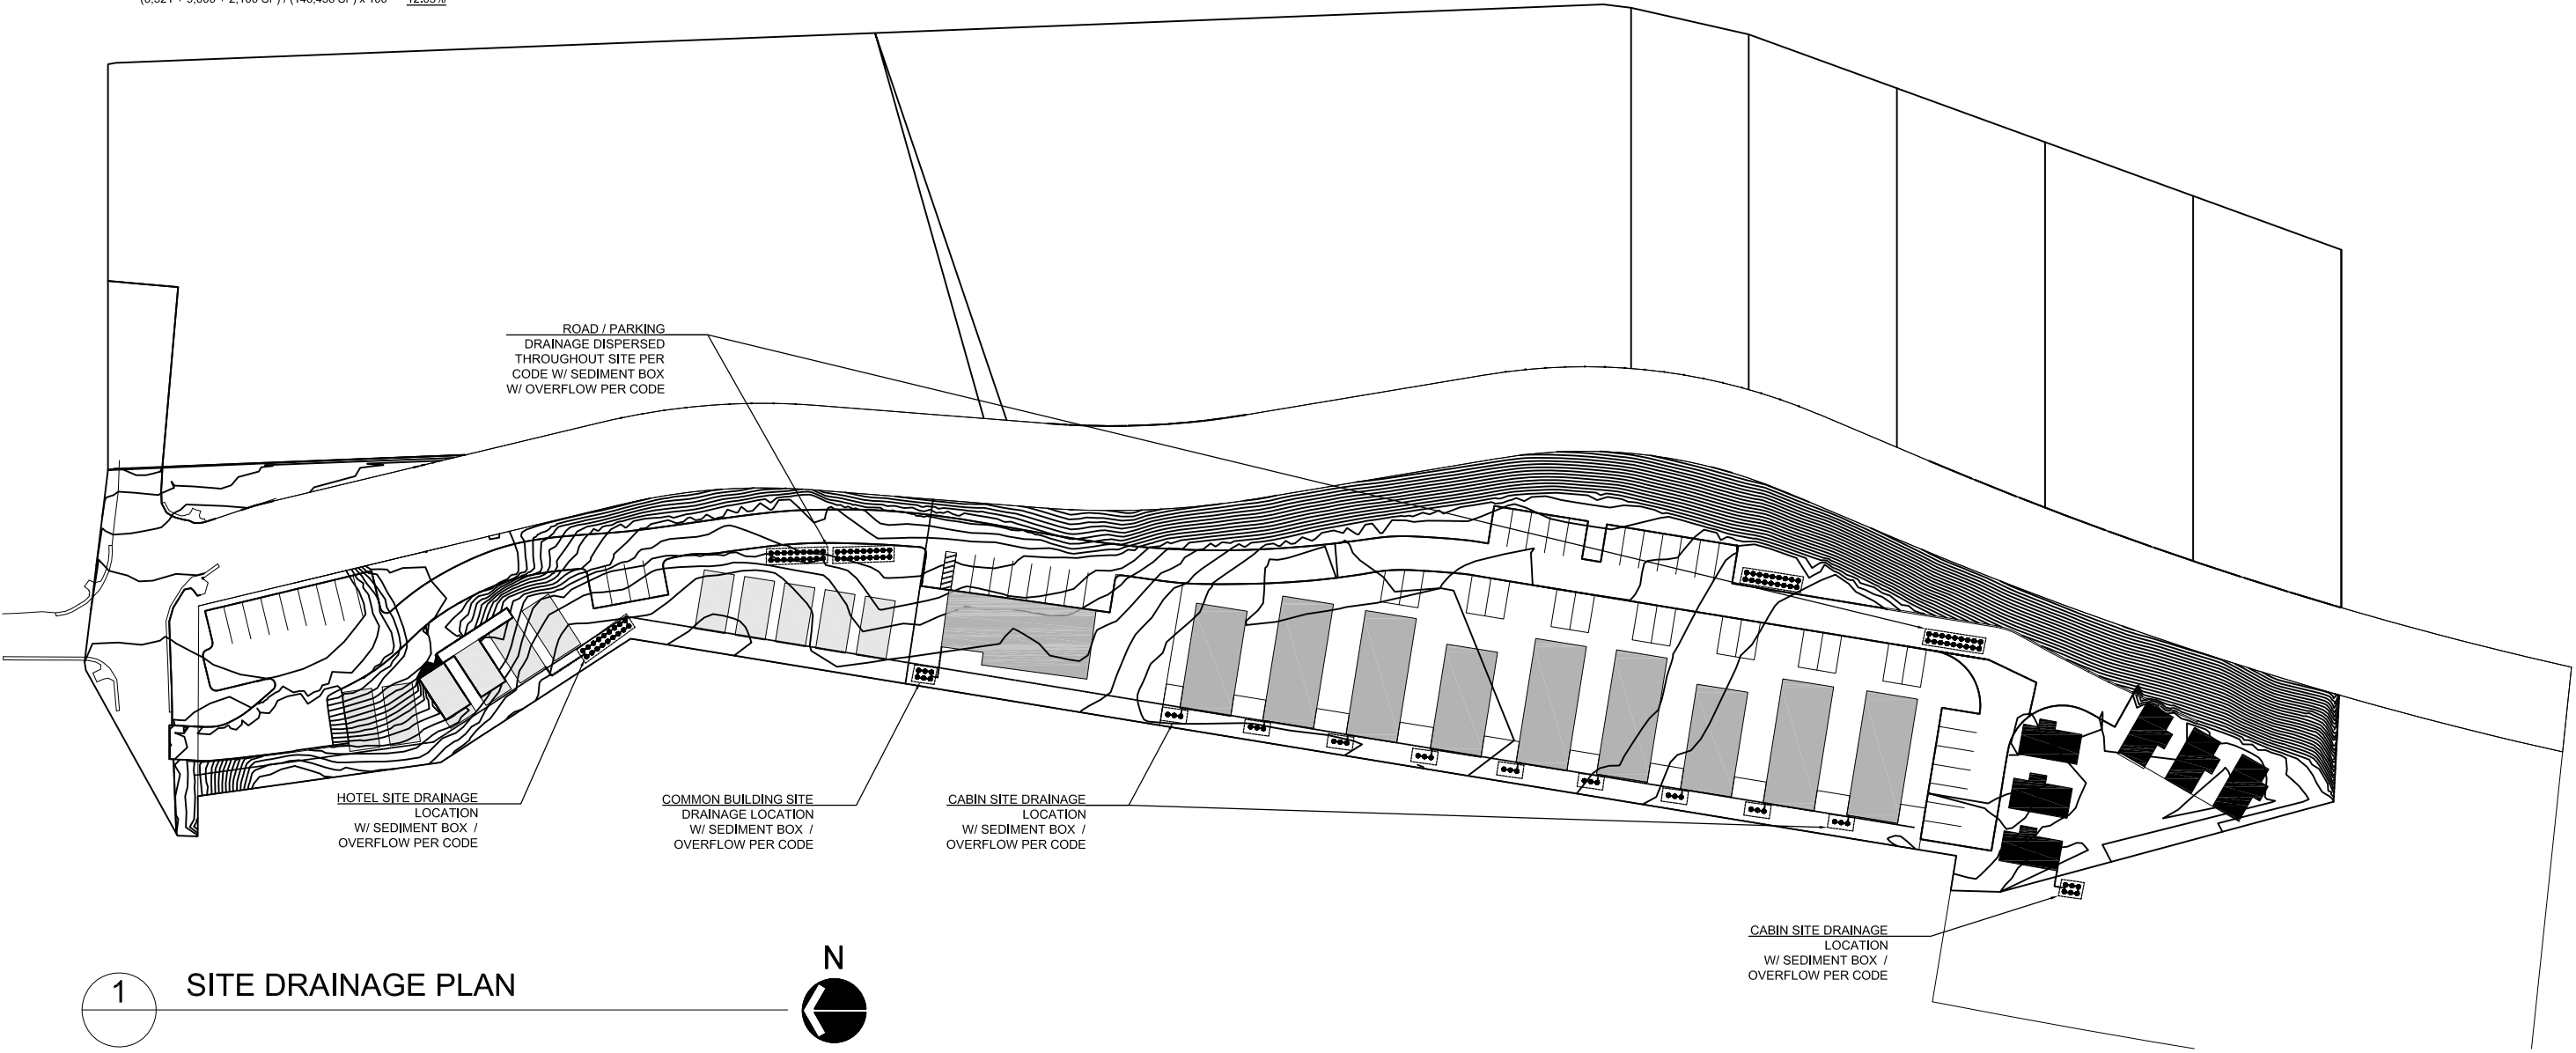 ROAD / PARKING
DRAINAGE DISPERSED
THROUGHOUT SITE PER
CODE W/ SEDIMENT BOX
W/ OVERFLOW PER CODE
HOTEL SITE DRAINAGE
LOCATION
W/ SEDIMENT BOX /
OVERFLOW PER CODE
COMMON BUILDING SITE
DRAINAGE LOCATION
W/ SEDIMENT BOX /
OVERFLOW PER CODE
CABIN SITE DRAINAGE
LOCATION
W/ SEDIMENT BOX /
OVERFLOW PER CODE
CABIN SITE DRAINAGE
LOCATION
W/ SEDIMENT BOX /
OVERFLOW PER CODE
1 SITE DRAINAGE PLAN
N